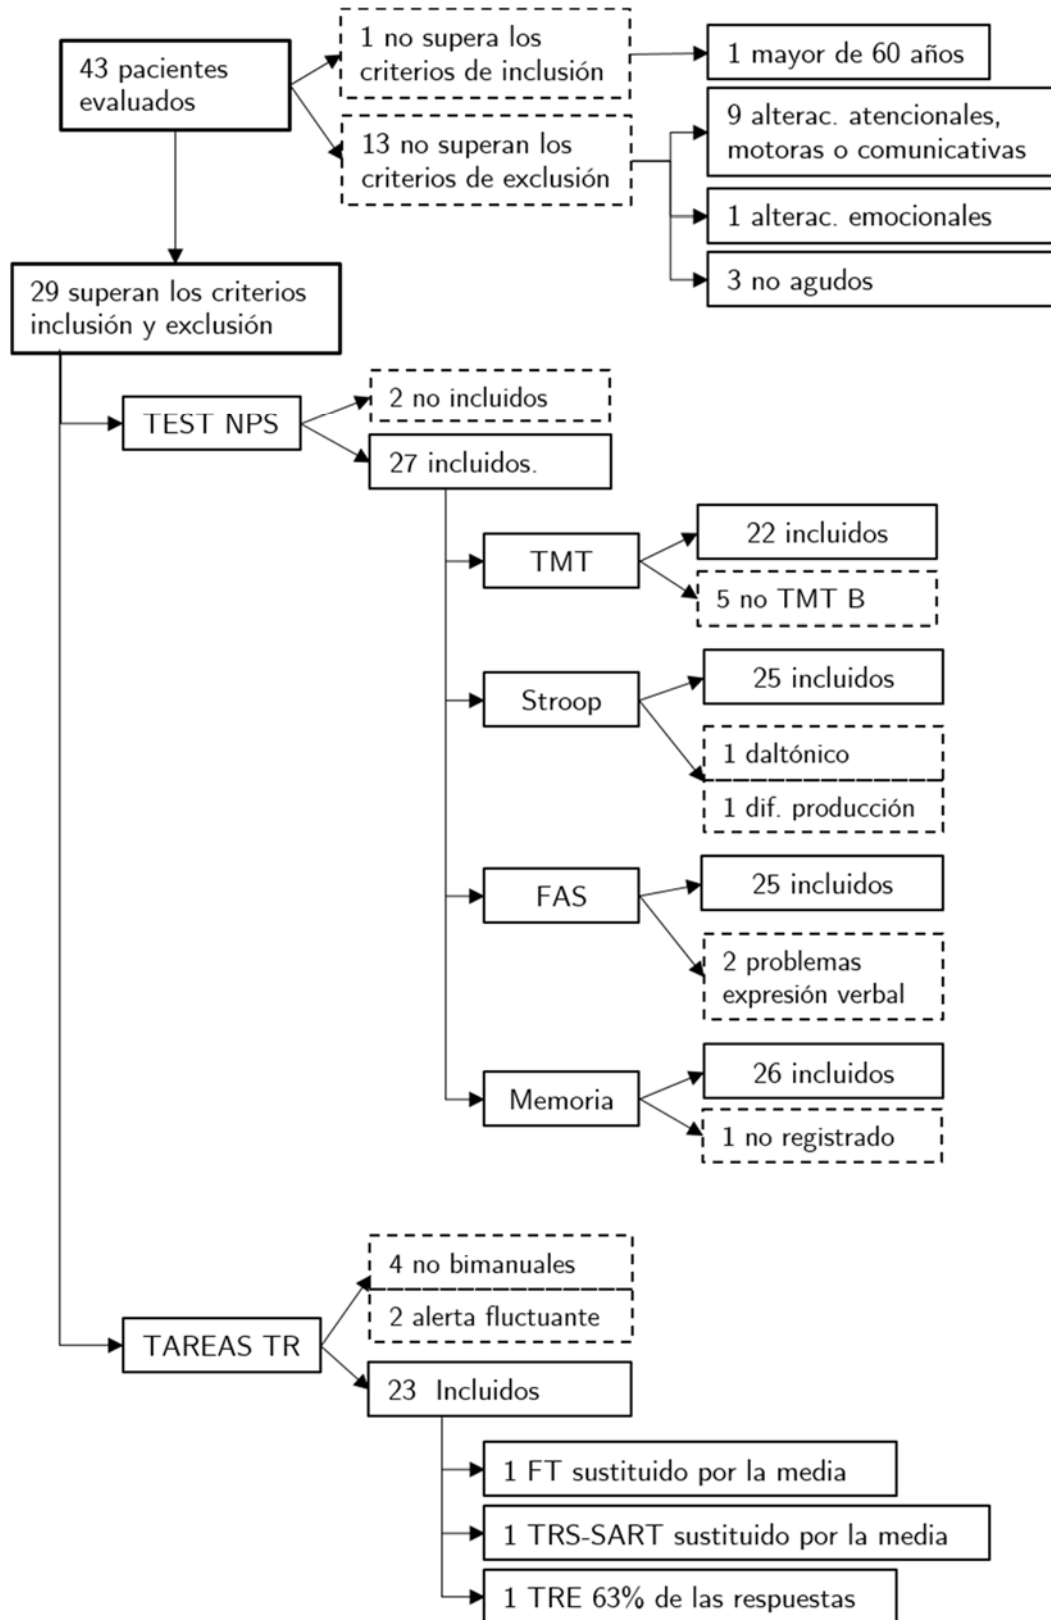 43 pacientes
evaluados
1 no supera los
criterios de inclusión
1 mayor de 60 años
13 no superan los
criterios de exclusión
9 alterac. atencionales,
motoras o comunicativas
1 alterac. emocionales
3 no agudos
29 superan los criterios
inclusión y exclusión
TEST NPS
2 no incluidos
27 incluidos.
TMT
22 incluidos
5 no TMT B
Stroop
25 incluidos
1 daltónico
1 dif. producción
FAS
25 incluidos
2 problemas
expresión verbal
Memoria
26 incluidos
1 no registrado
TAREAS TR
4 no bimanuales
2 alerta fluctuante
23 Incluidos
1 FT sustituido por la media
1 TRS-SART sustituido por la media
1 TRE 63% de las respuestas